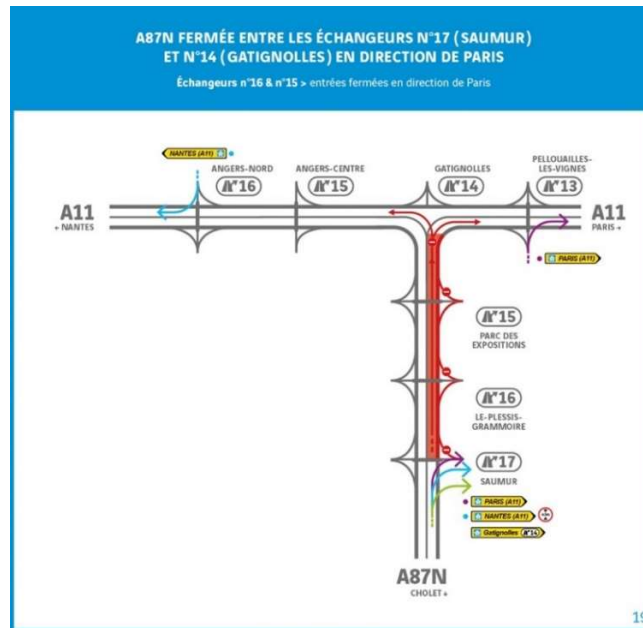 A87N FERMÉE ENTRE LES ÉCHANGEURS N°17 (SAUMUR)
ET N°14 (GATIGNOLLES) EN DIRECTION DE PARIS
Échangeurs n°16 & n°15 > entrées fermées en direction de Paris
NANTES (A11)
ANGERS-NORD
N°16
ANGERS-CENTRE
N°15
GATIGNOLLES
N°14
PELLOUAILLES-
LES-VIGNES
N°13
A11
+ NANTES
A11
PARIS +
PARIS (A11)
N°15
PARC DES
EXPOSITIONS
N°16
LE-PLESSIS-
GRAMMOIRE
N°17
SAUMUR
PARIS (A11)
NANTES (A11)
Gatignolles N°14
A87N
CHOLET +
19